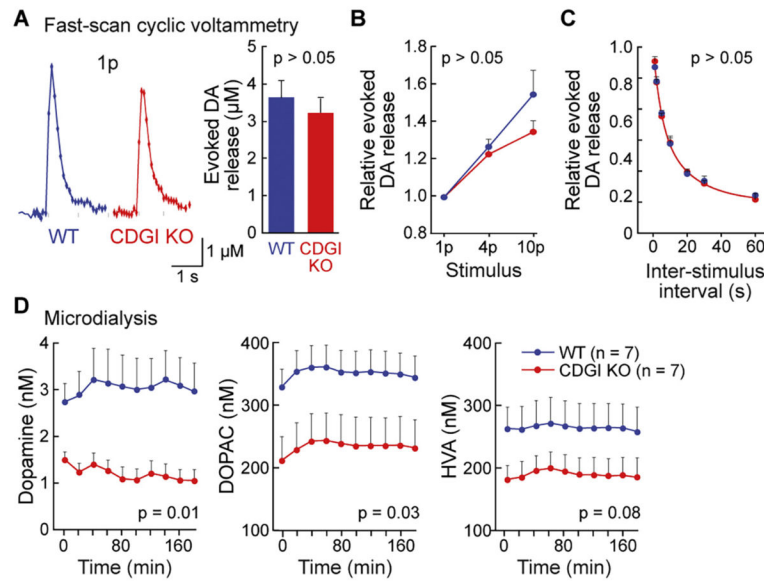 A Fast-scan cyclic voltammetry
1p
WT
CDGI KO
1 µM
1 s
Evoked DA
release (µM)
5
4
3
2
1
0
p > 0.05
WT
CDGI
KO
B
Relative evoked
DA release
1.8
1.6
1.4
1.2
1.0
0.8
p > 0.05
1p 4p 10p
Stimulus
C
Relative evoked
DA release
1.0
0.8
0.6
0.4
0.2
0
p > 0.05
0 20 40 60
Inter-stimulus
interval (s)
D Microdialysis
Dopamine (nM)
4
3
2
1
0
p = 0.01
0 80 160
Time (min)
DOPAC (nM)
400
300
200
100
p = 0.03
0 80 160
Time (min)
HVA (nM)
400
300
200
100
WT (n = 7)
CDGI KO (n = 7)
p = 0.08
0 80 160
Time (min)